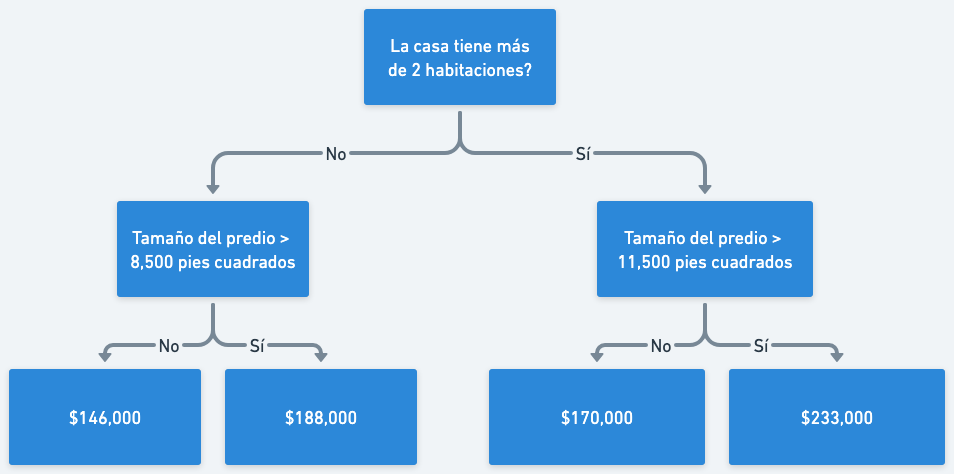 La casa tiene más
de 2 habitaciones?
No
Sí
Tamaño del predio >
8,500 pies cuadrados
Tamaño del predio >
11,500 pies cuadrados
No
Sí
No
Sí
$146,000
$188,000
$170,000
$233,000